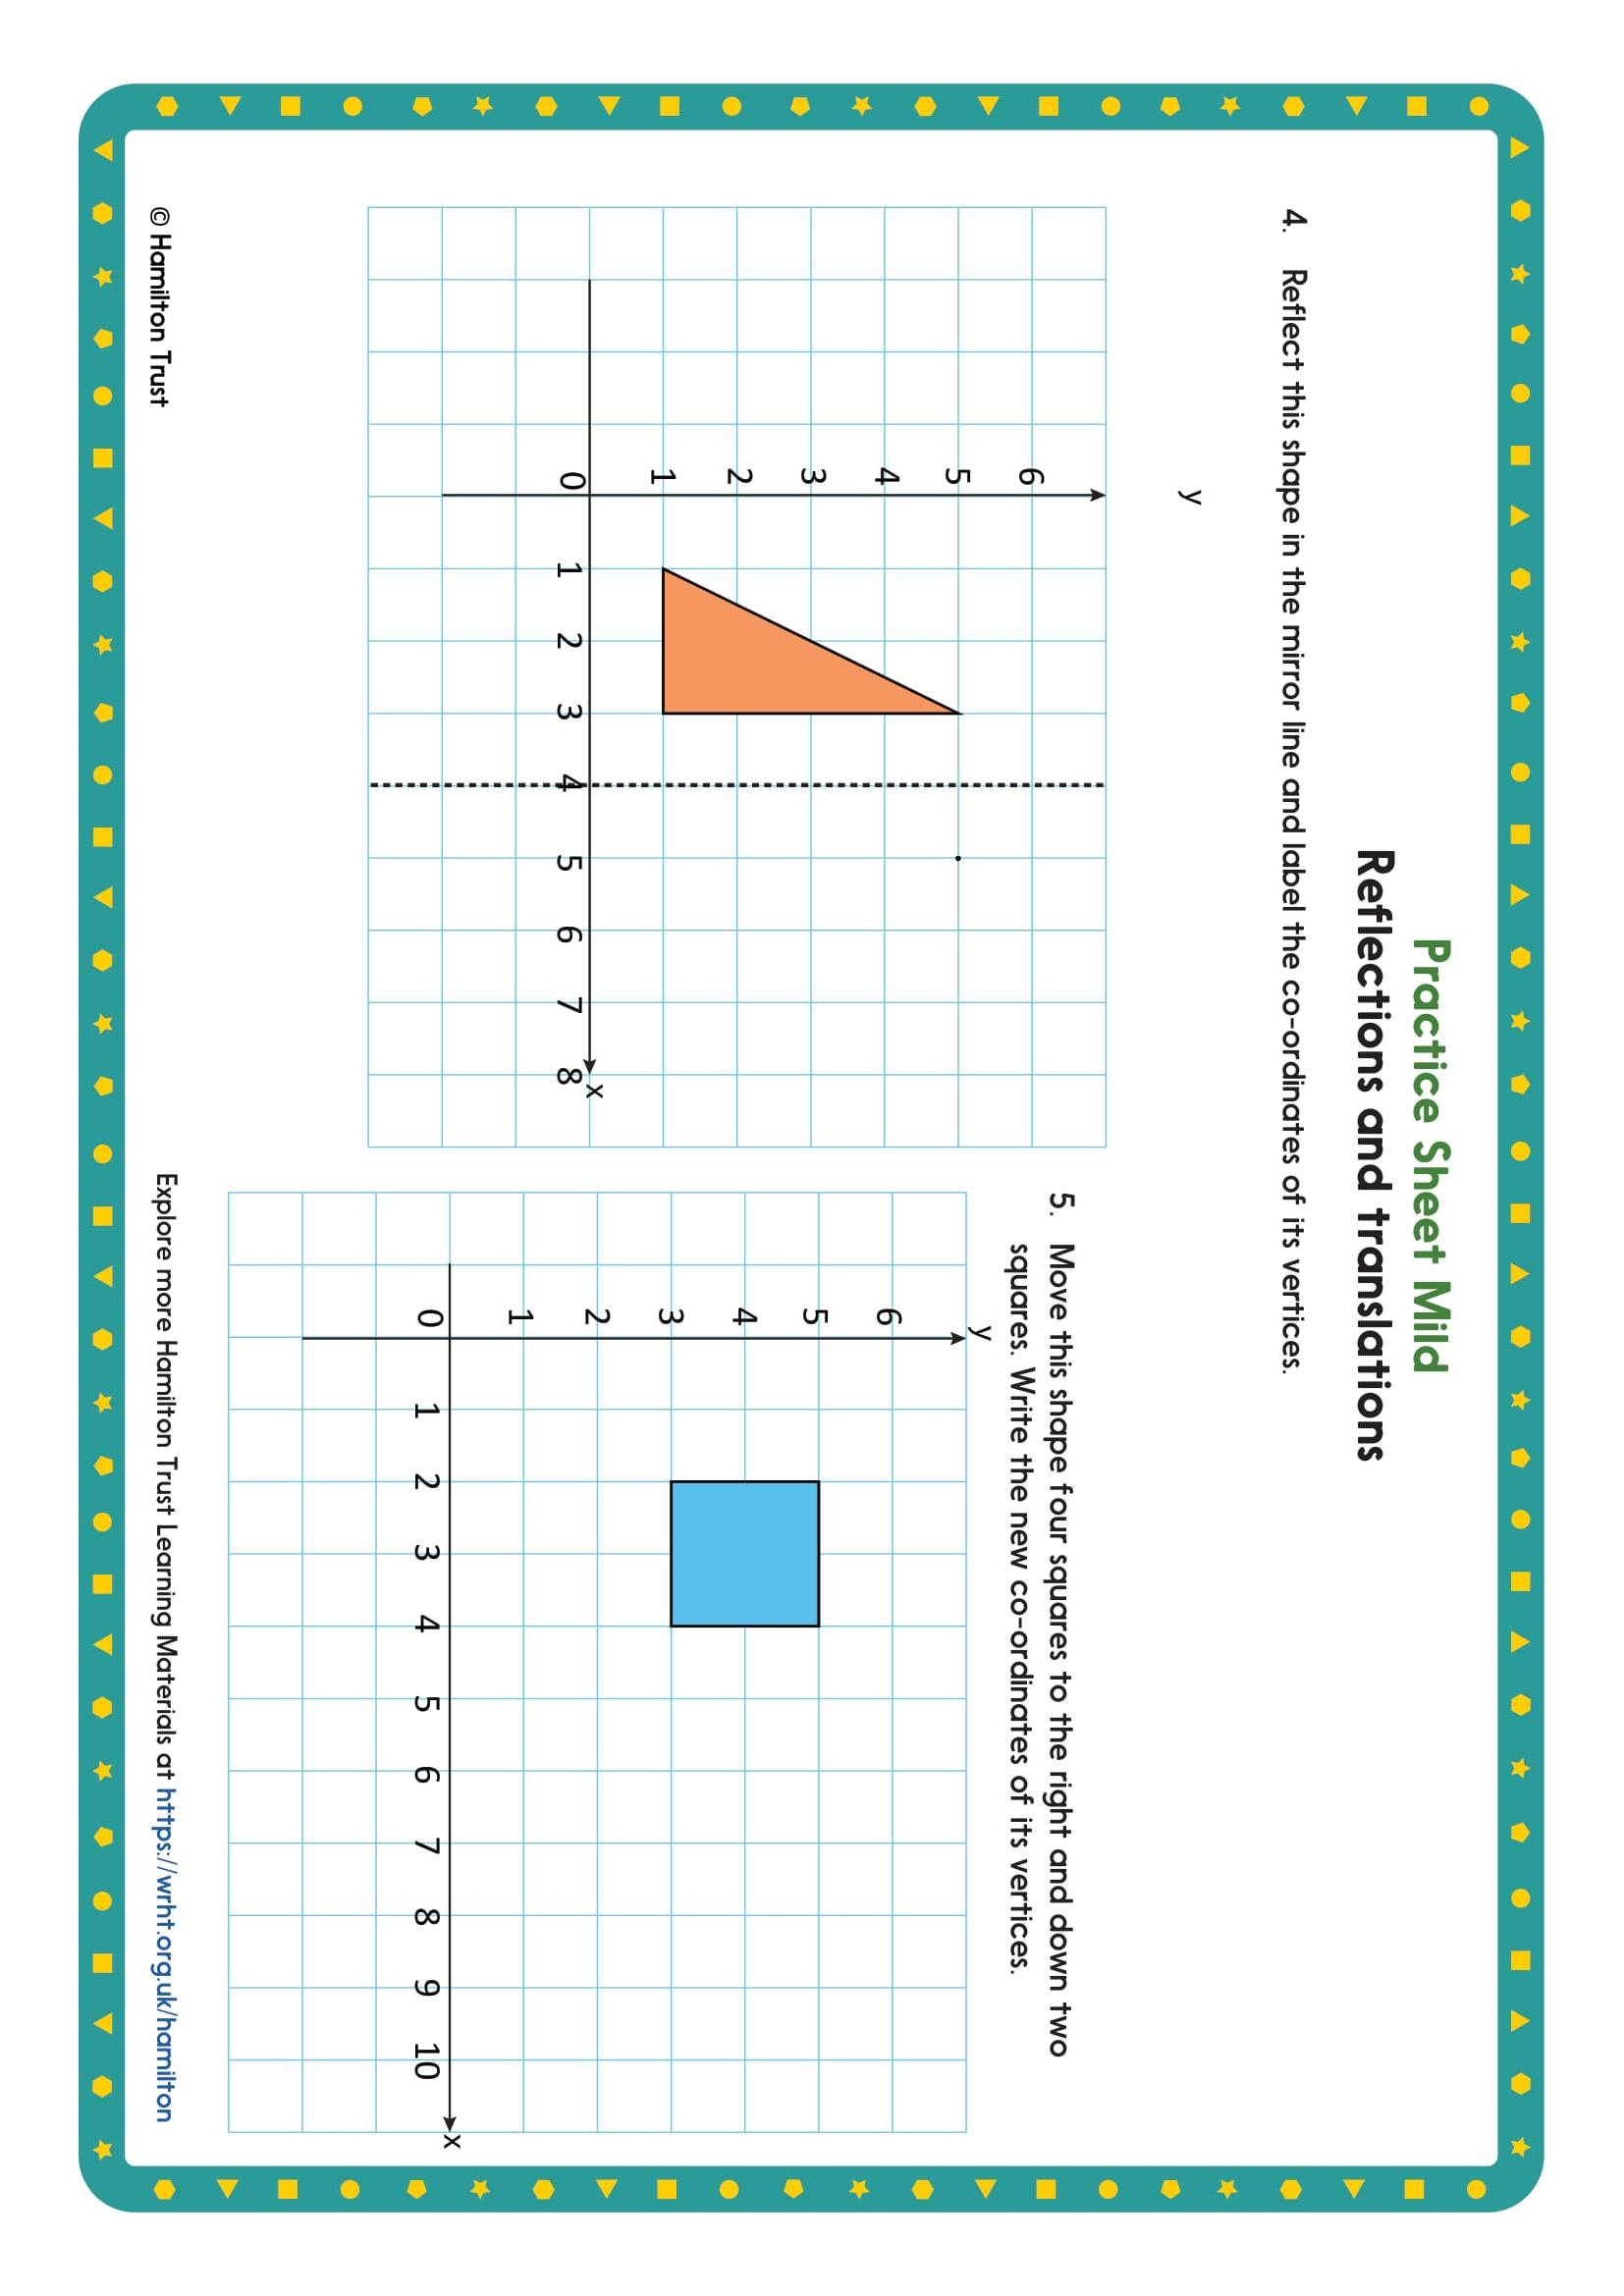 Practice Sheet Mild
Reflections and translations
4. Reflect this shape in the mirror line and label the co-ordinates of its vertices.
y
6
5
4
3
2
1
0
1 2 3 4 5 6 7 8
x
5. Move this shape four squares to the right and down two
squares. Write the new co-ordinates of its vertices.
y
6
5
4
3
2
1
0
1 2 3 4 5 6 7 8 9 10
x
© Hamilton Trust
Explore more Hamilton Trust Learning Materials at https://wrht.org.uk/hamilton